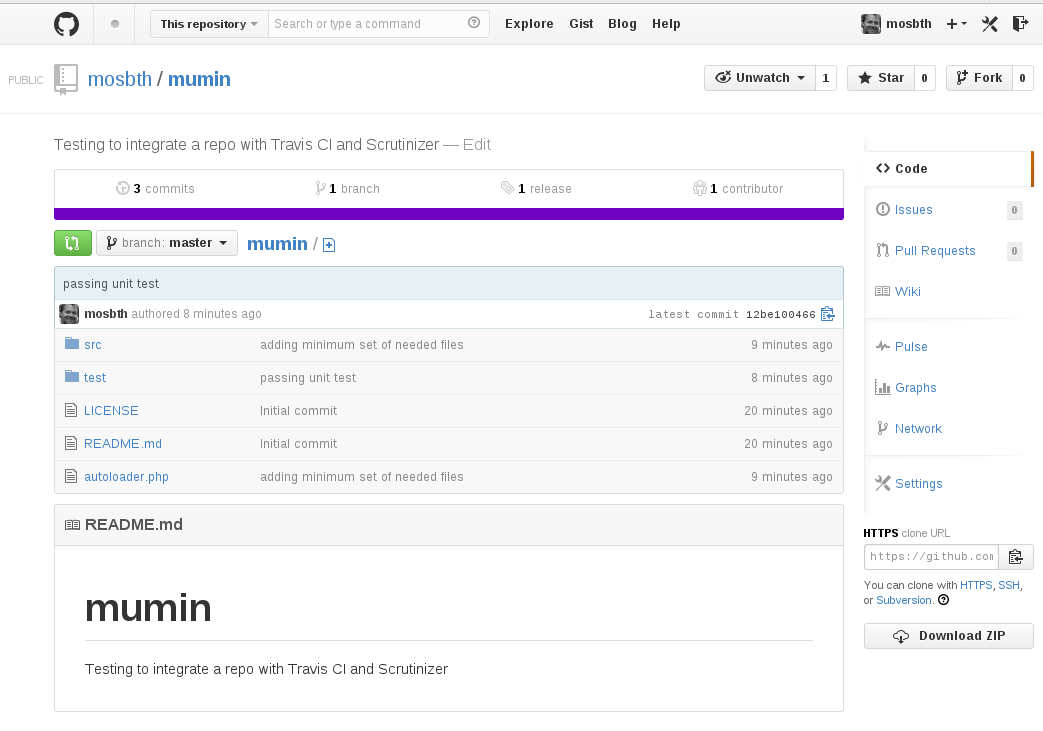 This repository Search or type a command Explore Gist Blog Help mosbth
PUBLIC mosbth / mumin Unwatch 1 Star 0 Fork 0
Testing to integrate a repo with Travis CI and Scrutinizer — Edit
3 commits 1 branch 1 release 1 contributor
branch: master mumin /
passing unit test
mosbth authored 8 minutes ago latest commit 12be100466
src adding minimum set of needed files 9 minutes ago
test passing unit test 8 minutes ago
LICENSE Initial commit 20 minutes ago
README.md Initial commit 20 minutes ago
autoloader.php adding minimum set of needed files 9 minutes ago
README.md
mumin
Testing to integrate a repo with Travis CI and Scrutinizer
Code
Issues 0
Pull Requests 0
Wiki
Pulse
Graphs
Network
Settings
HTTPS clone URL
https://github.com
You can clone with HTTPS, SSH,
or Subversion.
Download ZIP